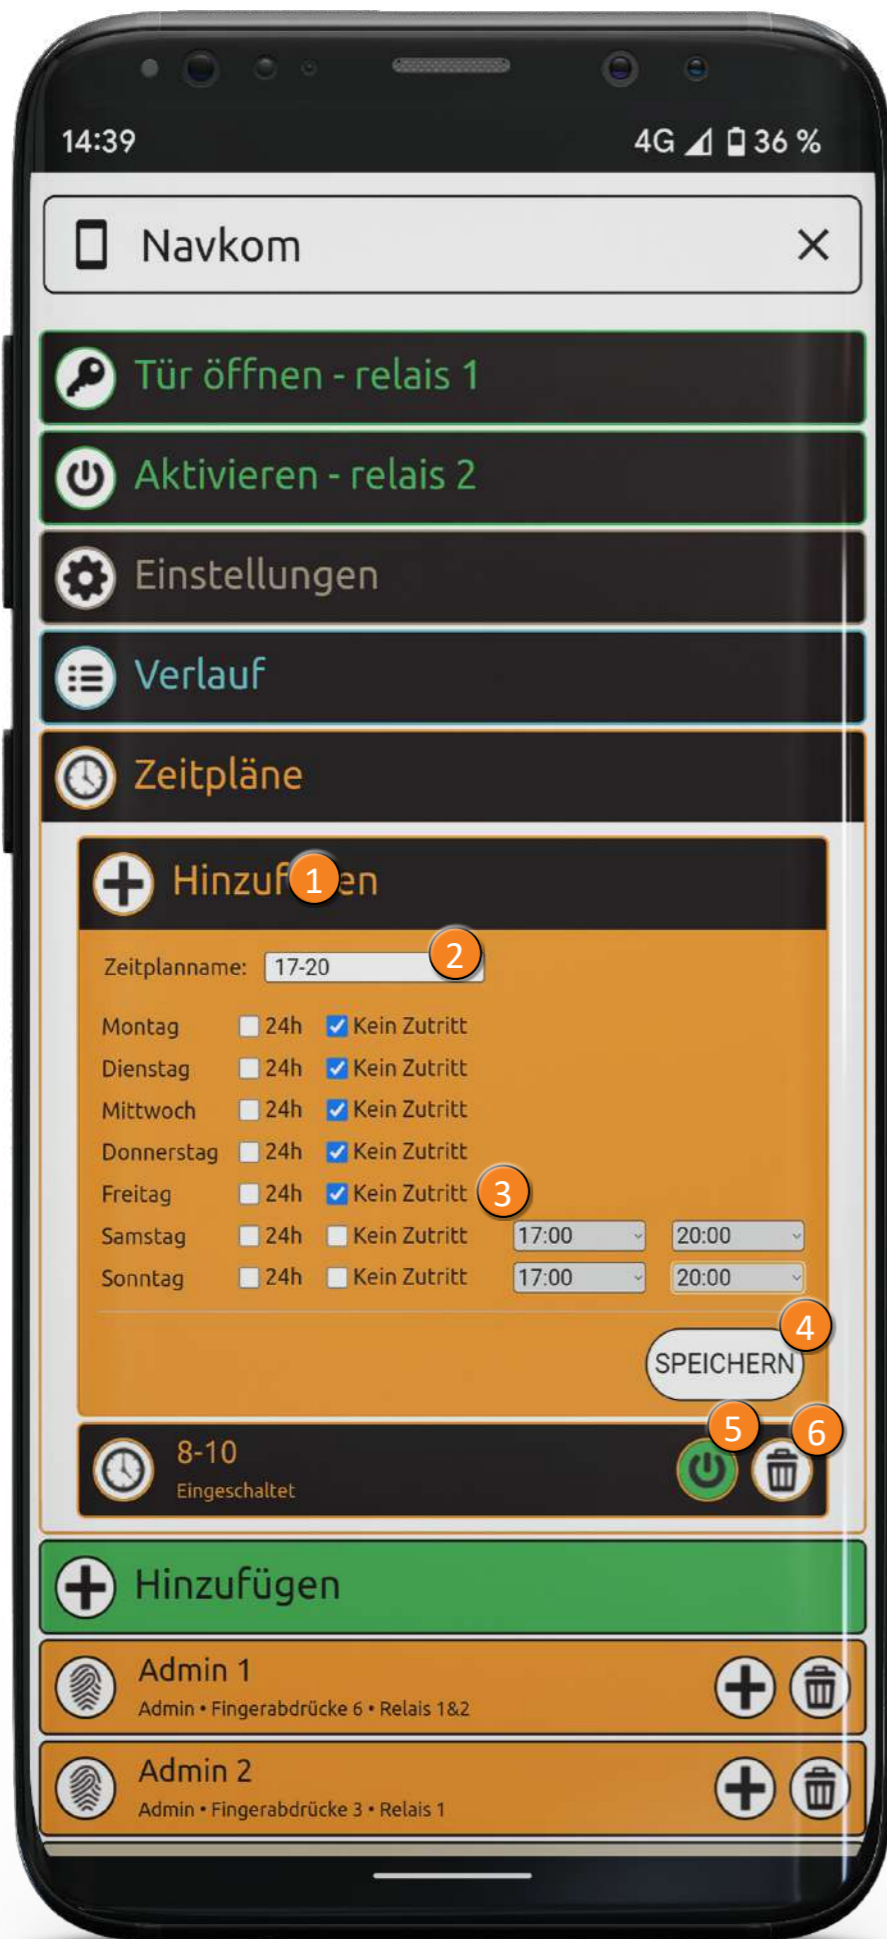 14:39 4G 36 %
Navkom
Tür öffnen - relais 1
Aktivieren - relais 2
Einstellungen
Verlauf
Zeitpläne
Hinzuf 1 en
Zeitplanname: 17-20 2
Montag 24h Kein Zutritt
Dienstag 24h Kein Zutritt
Mittwoch 24h Kein Zutritt
Donnerstag 24h Kein Zutritt
Freitag 24h Kein Zutritt 3
Samstag 24h Kein Zutritt 17:00 20:00
Sonntag 24h Kein Zutritt 17:00 20:00
4
SPEICHERN
5 6
8-10
Eingeschaltet
Hinzufügen
Admin 1
Admin • Fingerabdrücke 6 • Relais 1&2
Admin 2
Admin • Fingerabdrücke 3 • Relais 1